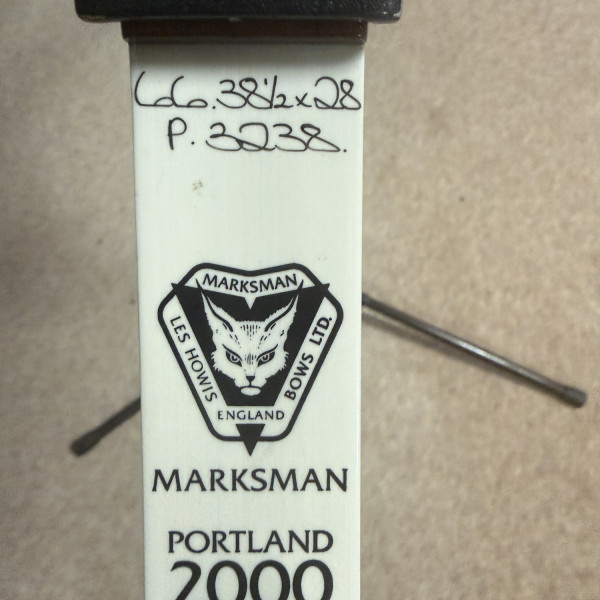 66. 38½ x 28
P. 3238.
MARKSMAN
LES HOWIS
BOWS LTD.
ENGLAND
MARKSMAN
PORTLAND
2000